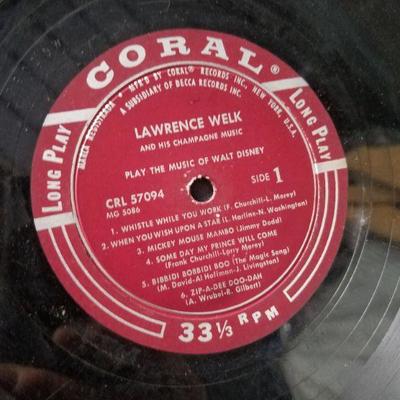 CORAL®
LONG PLAY
LONG PLAY
MARCA REGISTRADA • MFR'D BY CORAL® RECORDS INC., NEW YORK, U.S.A.
A SUBSIDIARY OF DECCA RECORDS INC.
LAWRENCE WELK
AND HIS CHAMPAGNE MUSIC
PLAY THE MUSIC OF WALT DISNEY
CRL 57094
MG 5086
SIDE 1
1. WHISTLE WHILE YOU WORK (F. Churchill-L. Morey)
2. WHEN YOU WISH UPON A STAR (L. Harline-N. Washington)
3. MICKEY MOUSE MAMBO (Jimmy Dodd)
4. SOME DAY MY PRINCE WILL COME
(Frank Churchill-Larry Morey)
5. BIBBIDI BOBBIDI BOO (The Magic Song)
(M. David-Al Hoffman-J. Livingston)
6. ZIP-A-DEE DOO-DAH
(A. Wrubel-R. Gilbert)
33⅓ RPM